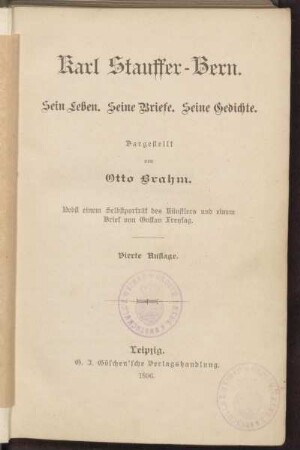 Karl Stauffer-Bern.
Sein Leben. Seine Briefe. Seine Gedichte.
Dargestellt
von
Otto Brahm.
Nebst einem Selbstporträt des Künstlers und einem
Brief von Gustav Freytag.
Vierte Auflage.
Leipzig.
G. J. Göschen'sche Verlagshandlung.
1896.